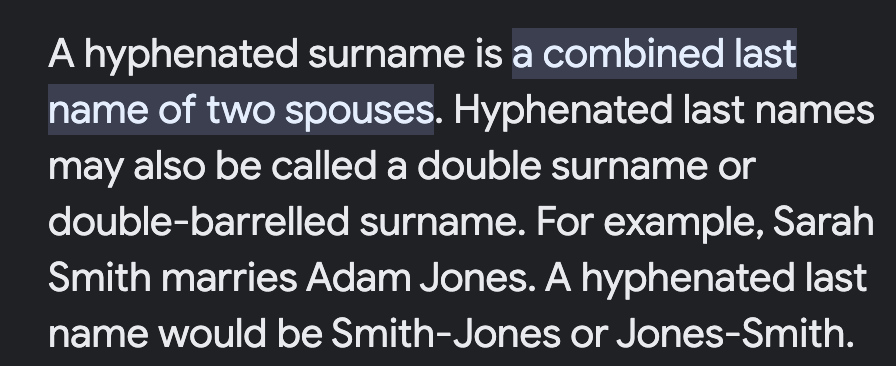 A hyphenated surname is a combined last
name of two spouses. Hyphenated last names
may also be called a double surname or
double-barrelled surname. For example, Sarah
Smith marries Adam Jones. A hyphenated last
name would be Smith-Jones or Jones-Smith.